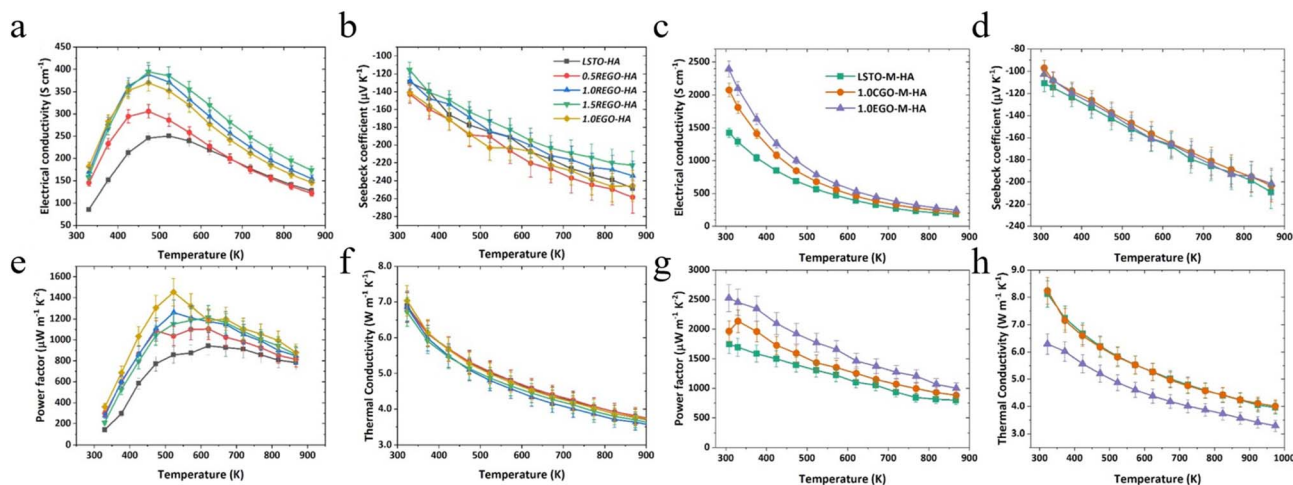 a
450
400
350
300
250
200
150
100
50
Electrical conductivity (S cm⁻¹)
300 400 500 600 700 800 900
Temperature (K)
b
-100
-120
-140
-160
-180
-200
-220
-240
-260
-280
Seebeck coefficient (μV K⁻¹)
LSTO-HA
0.5REGO-HA
1.0REGO-HA
1.5REGO-HA
1.0EGO-HA
300 400 500 600 700 800 900
Temperature (K)
c
2500
2000
1500
1000
500
0
Electrical conductivity (S cm⁻¹)
LSTO-M-HA
1.0CGO-M-HA
1.0EGO-M-HA
300 400 500 600 700 800 900
Temperature (K)
d
-80
-100
-120
-140
-160
-180
-200
-220
-240
Seebeck coefficient (μV K⁻¹)
300 400 500 600 700 800 900
Temperature (K)
e
1600
1400
1200
1000
800
600
400
200
0
Power factor (μW m⁻¹ K⁻²)
300 400 500 600 700 800 900
Temperature (K)
f
8.0
7.0
6.0
5.0
4.0
3.0
Thermal Conductivity (W m⁻¹ K⁻¹)
300 400 500 600 700 800 900
Temperature (K)
g
3000
2500
2000
1500
1000
500
0
Power factor (μW m⁻¹ K⁻²)
300 400 500 600 700 800 900
Temperature (K)
h
9.0
8.0
7.0
6.0
5.0
4.0
3.0
Thermal Conductivity (W m⁻¹ K⁻¹)
300 400 500 600 700 800 900 1000
Temperature (K)